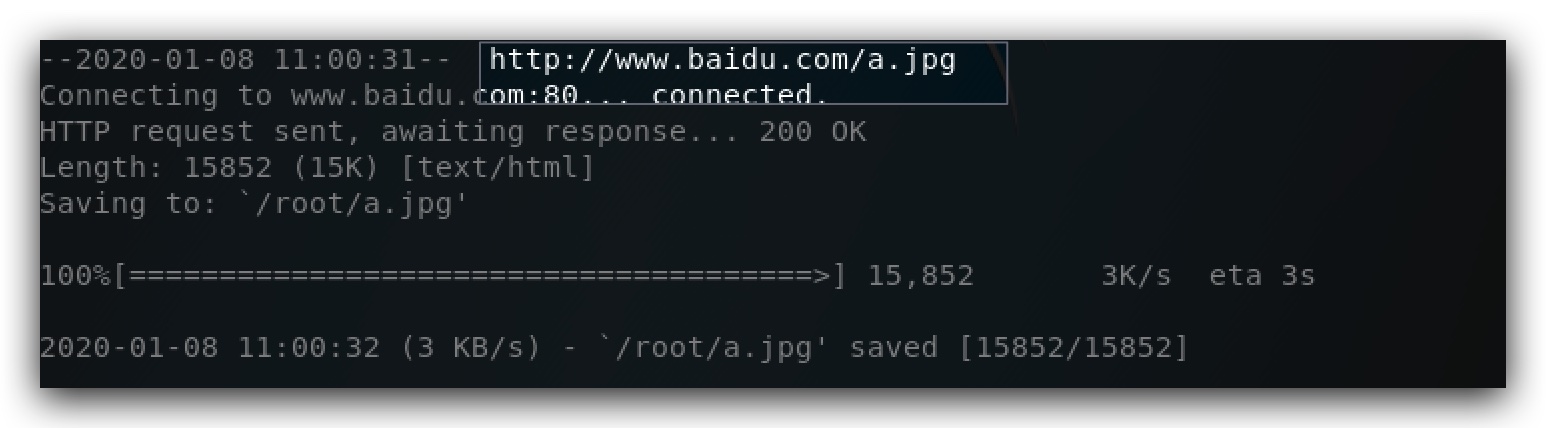 --2020-01-08 11:00:31-- http://www.baidu.com/a.jpg
Connecting to www.baidu.com:80... connected.
HTTP request sent, awaiting response... 200 OK
Length: 15852 (15K) [text/html]
Saving to: `/root/a.jpg'
100%[======================================>] 15,852 3K/s eta 3s
2020-01-08 11:00:32 (3 KB/s) - `/root/a.jpg' saved [15852/15852]